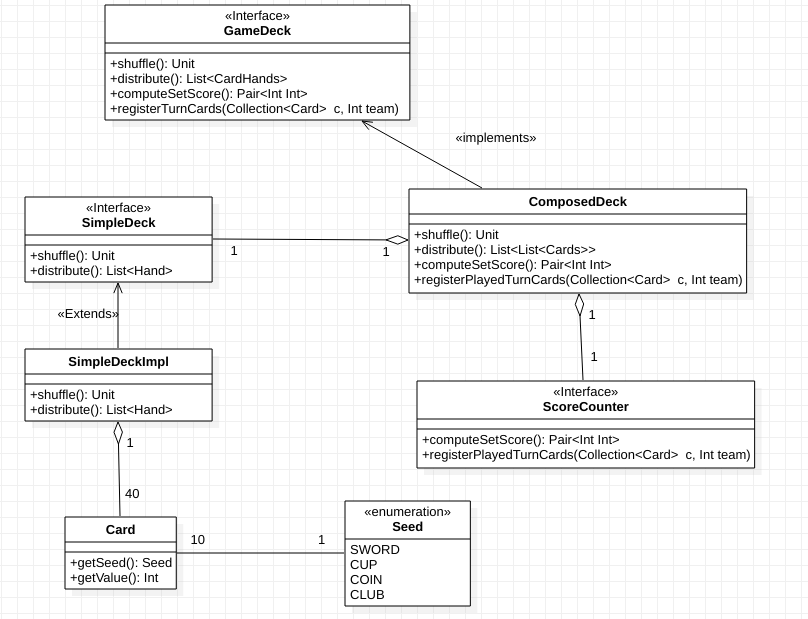 «Interface»
GameDeck
+shuffle(): Unit
+distribute(): List<CardHands>
+computeSetScore(): Pair<Int Int>
+registerTurnCards(Collection<Card>  c, Int team)
«implements»
ComposedDeck
+shuffle(): Unit
+distribute(): List<List<Cards>>
+computeSetScore(): Pair<Int Int>
+registerPlayedTurnCards(Collection<Card>  c, Int team)
«Interface»
SimpleDeck
+shuffle(): Unit
+distribute(): List<Hand>
1
1
«Extends»
1
1
SimpleDeckImpl
+shuffle(): Unit
+distribute(): List<Hand>
«Interface»
ScoreCounter
+computeSetScore(): Pair<Int Int>
+registerPlayedTurnCards(Collection<Card>  c, Int team)
1
40
Card
+getSeed(): Seed
+getValue(): Int
10
1
«enumeration»
Seed
SWORD
CUP
COIN
CLUB